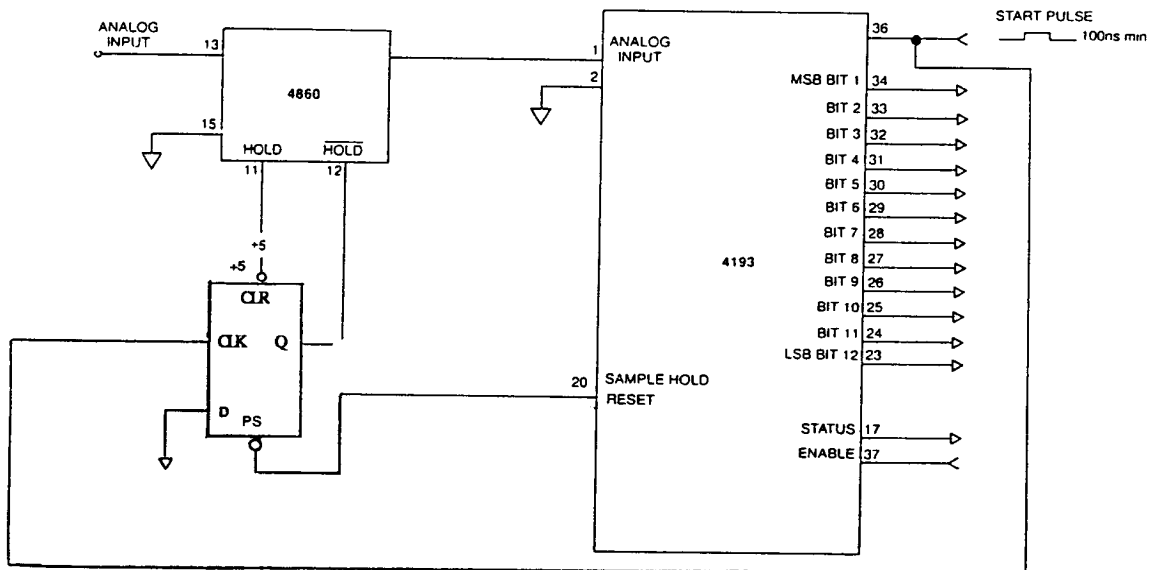 ANALOG
INPUT
13
4860
15
HOLD
HOLD
11
12
+5
+5
CLR
CLK
Q
D
PS
1
ANALOG
INPUT
2
4193
20
SAMPLE HOLD
RESET
36
START PULSE
100ns min
MSB BIT 1
34
BIT 2
33
BIT 3
32
BIT 4
31
BIT 5
30
BIT 6
29
BIT 7
28
BIT 8
27
BIT 9
26
BIT 10
25
BIT 11
24
LSB BIT 12
23
STATUS
17
ENABLE
37